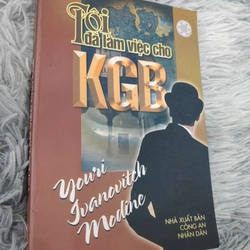 Tôi
đã làm việc cho
KGB
Youri
Ivanovitch
Modine
NHÀ XUẤT BẢN
CÔNG AN
NHÂN DÂN